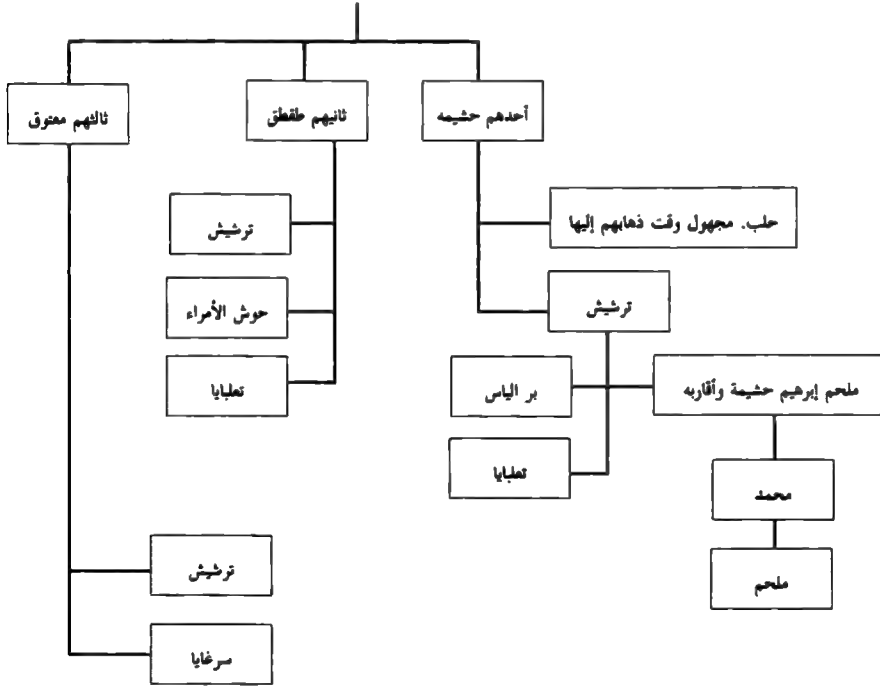 أحدهم حشيمه
ثانيهم طقطق
ثالثهم معتوق
حلب. مجهول وقت ذهابهم إليها
ترشيش
ترشيش
حوش الأمراء
ملحم إبرهيم حشيمة وأقاربه
بر الياس
تعلبايا
تعلبايا
محمد
ملحم
ترشيش
سرغايا